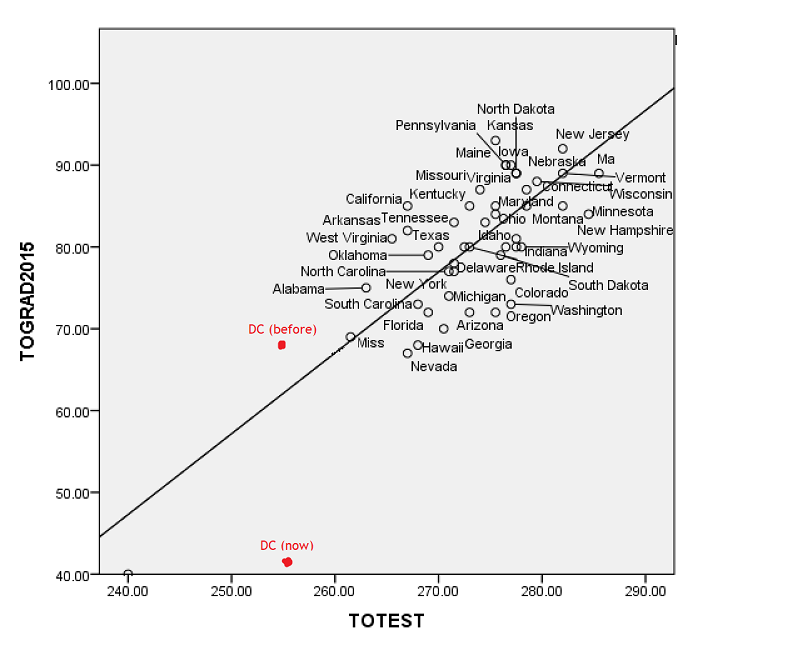 TOGRAD2015
100.00
90.00
80.00
70.00
60.00
50.00
40.00
North Dakota
Pennsylvania
Kansas
New Jersey
Maine
Iowa
Nebraska
Ma
Missouri
Virginia
Vermont
Connecticut
Wisconsin
California
Kentucky
Maryland
Minnesota
Arkansas
Tennessee
Ohio
Montana
New Hampshire
West Virginia
Texas
Idaho
Oklahoma
Indiana
Wyoming
North Carolina
Delaware
Rhode Island
Alabama
New York
South Dakota
South Carolina
Michigan
Colorado
Washington
Florida
Arizona
Oregon
DC (before)
Miss
Hawaii
Georgia
Nevada
DC (now)
240.00
250.00
260.00
270.00
280.00
290.00
TOTEST